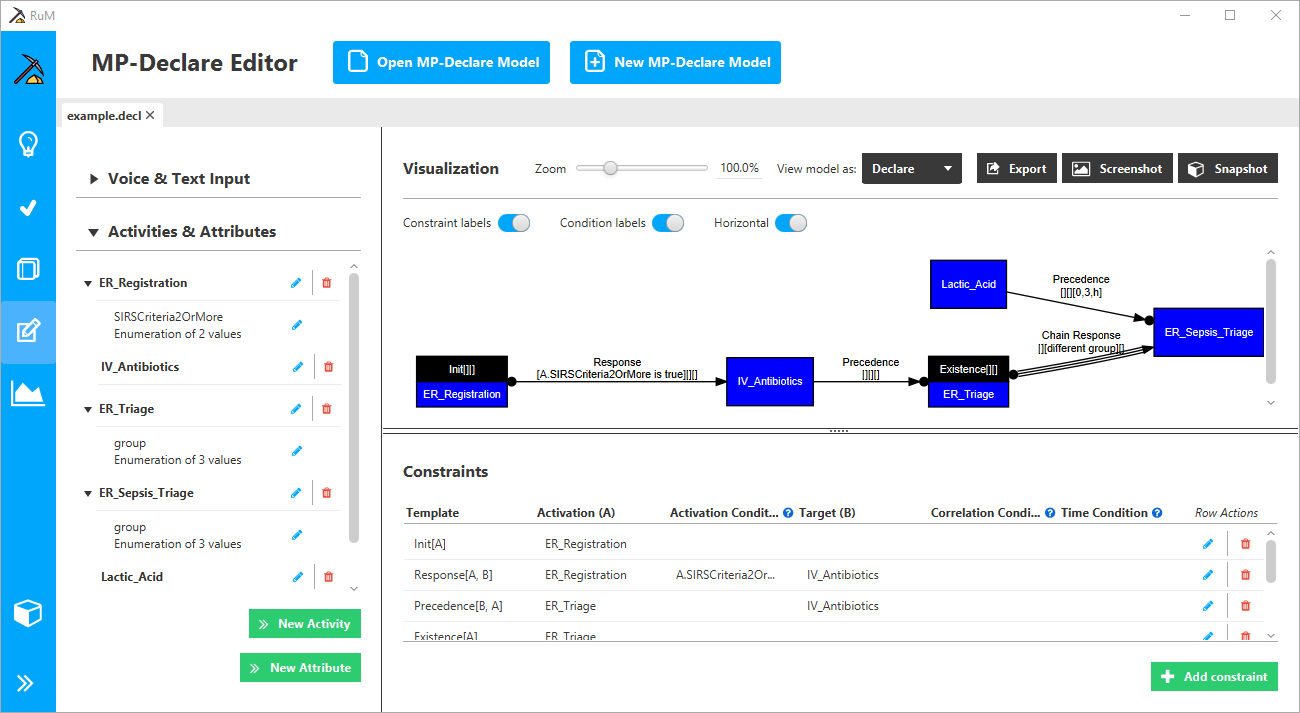 RuM
MP-Declare Editor
Open MP-Declare Model
New MP-Declare Model
example.decl
Voice & Text Input
Activities & Attributes
ER_Registration
SIRSCriteria2OrMore
Enumeration of 2 values
IV_Antibiotics
ER_Triage
group
Enumeration of 3 values
ER_Sepsis_Triage
group
Enumeration of 3 values
Lactic_Acid
New Activity
New Attribute
Visualization
Zoom
100.0%
View model as:
Declare
Export
Screenshot
Snapshot
Constraint labels
Condition labels
Horizontal
Lactic_Acid
Precedence
[][][0,3,h]
ER_Sepsis_Triage
Chain Response
[][different group][]
Init[][]
ER_Registration
Response
[A.SIRSCriteria2OrMore is true][][]
IV_Antibiotics
Precedence
[][][]
Existence[][]
ER_Triage
Constraints
Template Activation (A) Activation Condit... Target (B) Correlation Condi... Time Condition Row Actions
Init[A] ER_Registration
Response[A, B] ER_Registration A.SIRSCriteria2Or... IV_Antibiotics
Precedence[B, A] ER_Triage IV_Antibiotics
Existence[A] ER_Triage
Add constraint